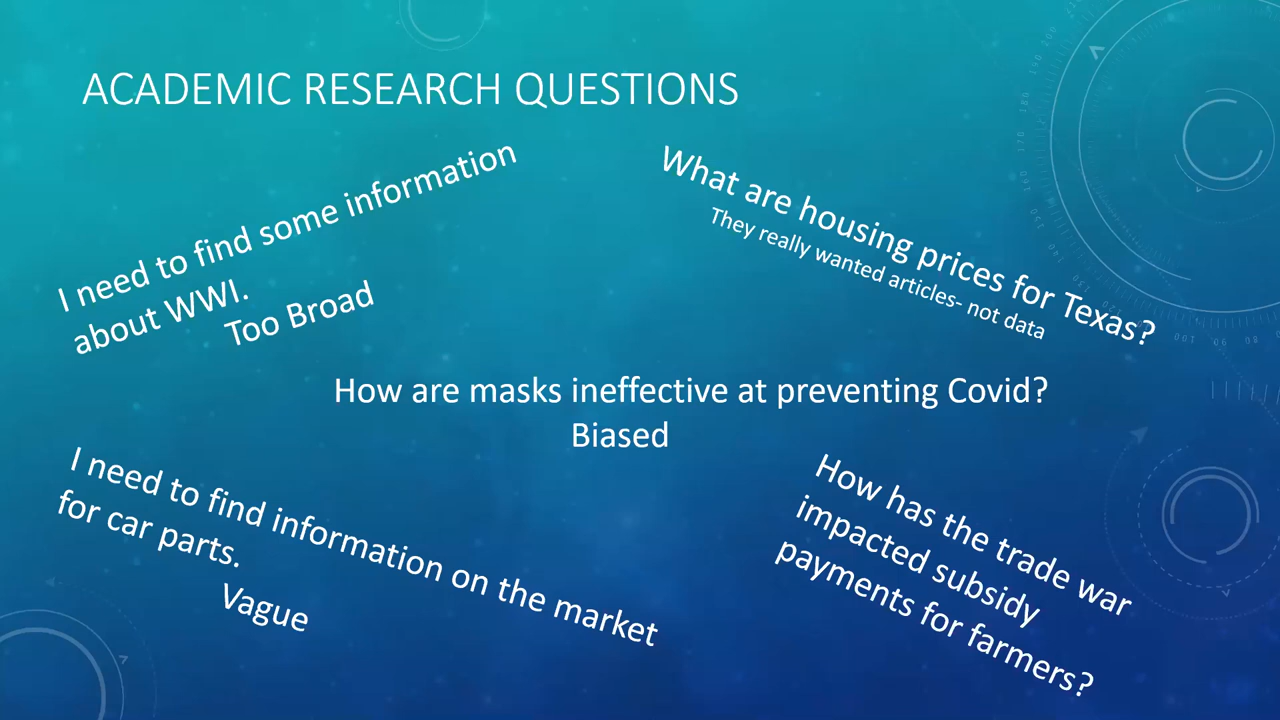 ACADEMIC RESEARCH QUESTIONS
I need to find some information
about WWI.
Too Broad
What are housing prices for Texas?
They really wanted articles- not data
How are masks ineffective at preventing Covid?
Biased
I need to find information on the market
for car parts.
Vague
How has the trade war
impacted subsidy
payments for farmers?